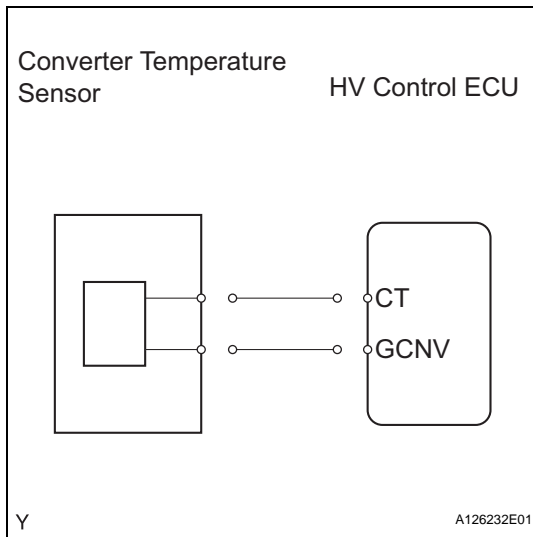 Converter Temperature
Sensor
HV Control ECU
CT
GCNV
Y
A126232E01